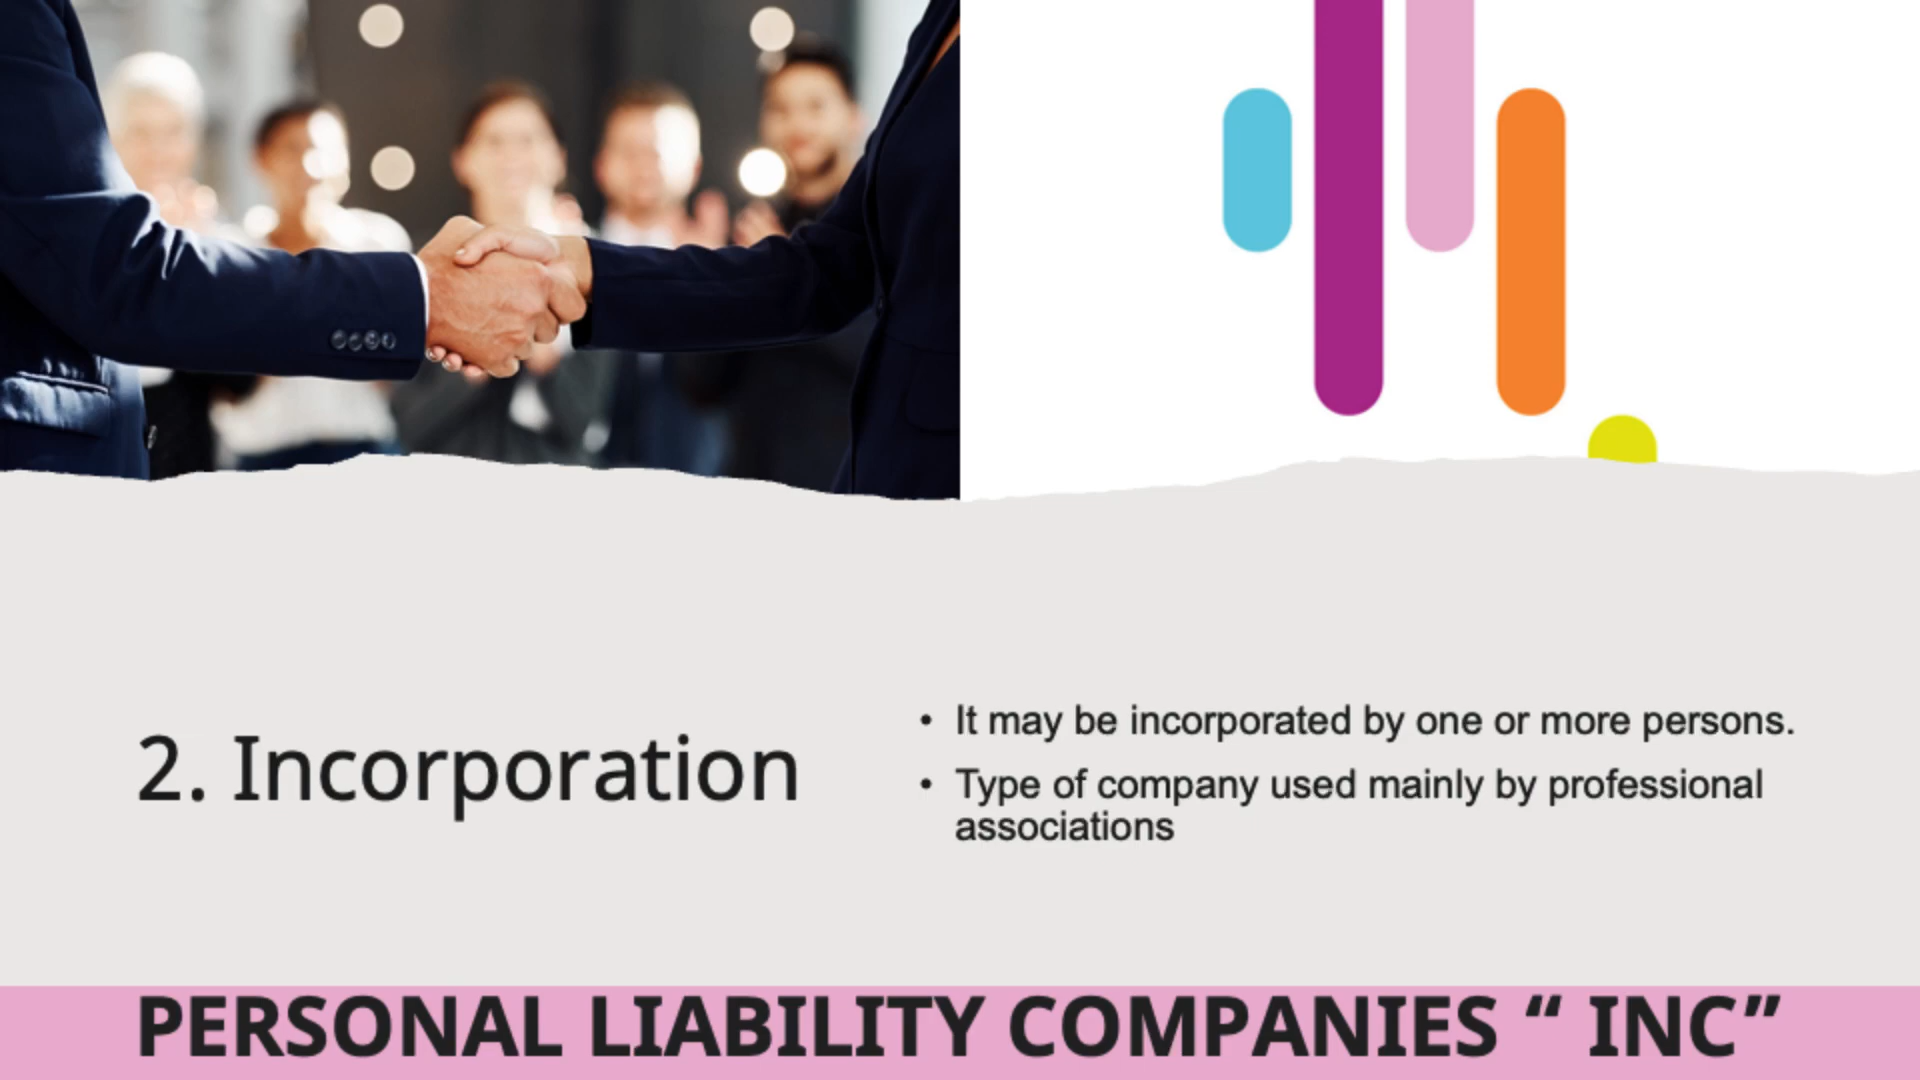 2. Incorporation
• It may be incorporated by one or more persons.
• Type of company used mainly by professional
associations
PERSONAL LIABILITY COMPANIES “ INC”